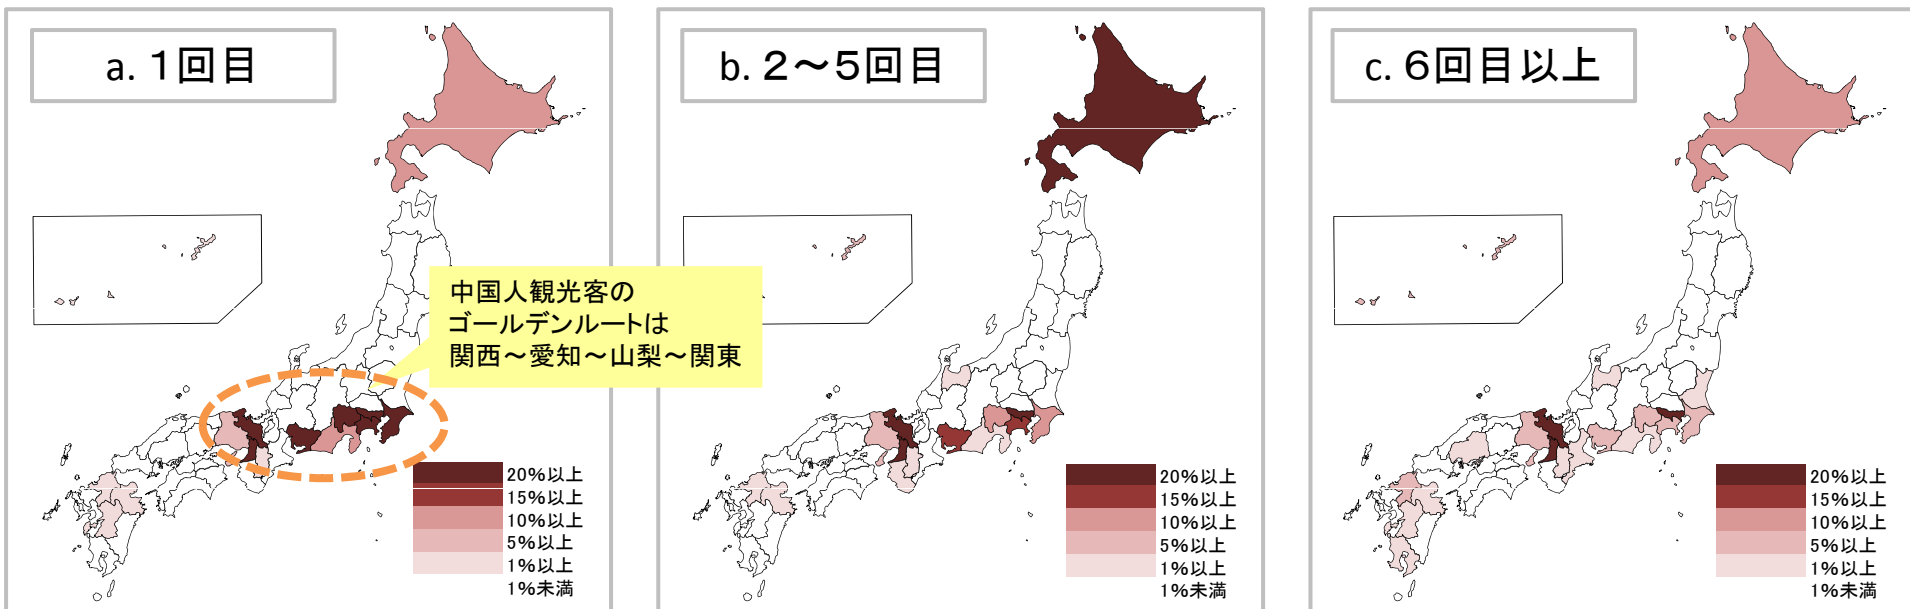 a. 1回目
中国人観光客の
ゴールデンルートは
関西～愛知～山梨～関東
20%以上
15%以上
10%以上
5%以上
1%以上
1%未満
b. 2～5回目
20%以上
15%以上
10%以上
5%以上
1%以上
1%未満
c. 6回目以上
20%以上
15%以上
10%以上
5%以上
1%以上
1%未満